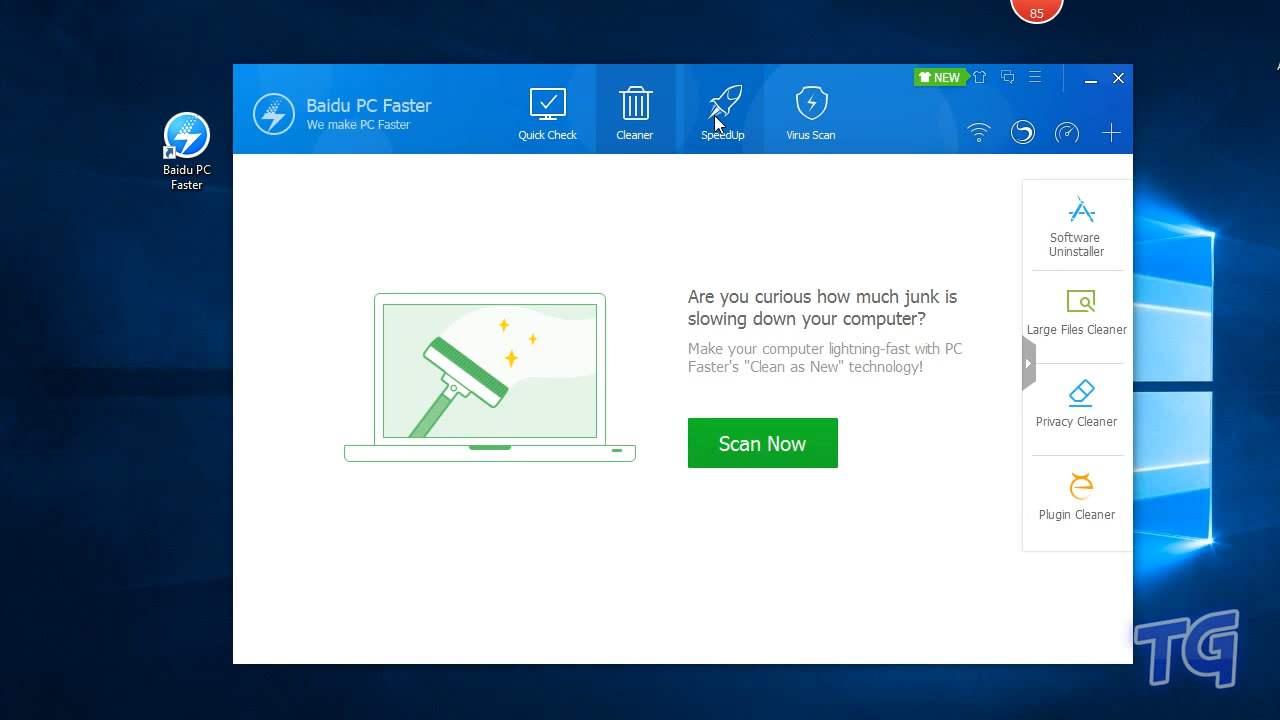 85
NEW
Baidu PC Faster
We make PC Faster
Quick Check
Cleaner
SpeedUp
Virus Scan
Baidu PC
Faster
Software
Uninstaller
Large Files Cleaner
Privacy Cleaner
Plugin Cleaner
Are you curious how much junk is
slowing down your computer?
Make your computer lightning-fast with PC
Faster's "Clean as New" technology!
Scan Now
TG